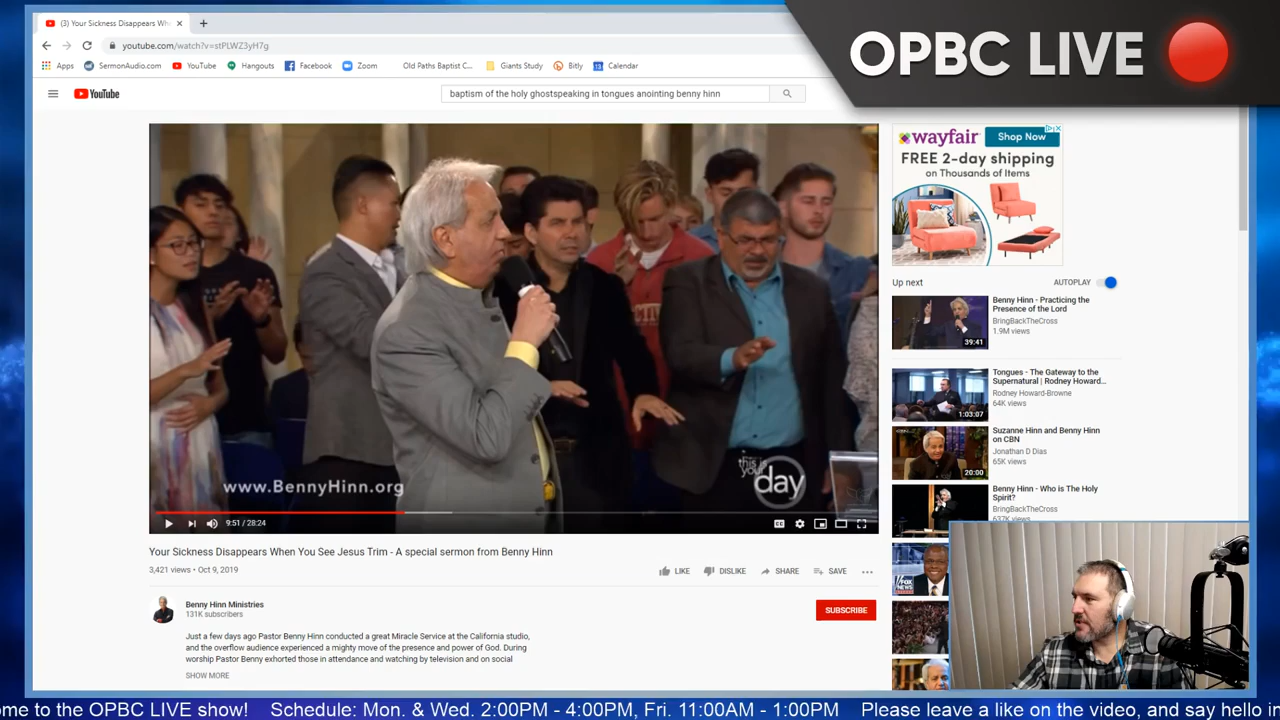 (3) Your Sickness Disappears Whe
OPBC LIVE
youtube.com/watch?v=stPLWZ3yH7g
Apps SermonAudio.com YouTube Hangouts Facebook Zoom Old Paths Baptist C... Giants Study Bitly Calendar
YouTube
baptism of the holy ghostspeaking in tongues anointing benny hinn
www.BennyHinn.org
this is your day
9:51 / 28:24
Your Sickness Disappears When You See Jesus Trim - A special sermon from Benny Hinn
3,421 views • Oct 9, 2019
LIKE DISLIKE SHARE SAVE
Benny Hinn Ministries
131K subscribers
SUBSCRIBE
Just a few days ago Pastor Benny Hinn conducted a great Miracle Service at the California studio,
and the overflow audience experienced a mighty move of the presence and power of God. During
worship Pastor Benny exhorted those in attendance and watching by television and on social
SHOW MORE
wayfair Shop Now
FREE 2-day shipping
on Thousands of Items
Up next AUTOPLAY
Benny Hinn - Practicing the
Presence of the Lord
BringBackTheCross
1.9M views
39:41
Tongues - The Gateway to the
Supernatural | Rodney Howard...
Rodney Howard-Browne
64K views
1:03:07
Suzanne Hinn and Benny Hinn
on CBN
Jonathan D Dias
65K views
20:00
Benny Hinn - Who is The Holy
Spirit?
BringBackTheCross
637K views
ome to the OPBC LIVE show! Schedule: Mon. & Wed. 2:00PM - 4:00PM, Fri. 11:00AM - 1:00PM Please leave a like on the video, and say hello in